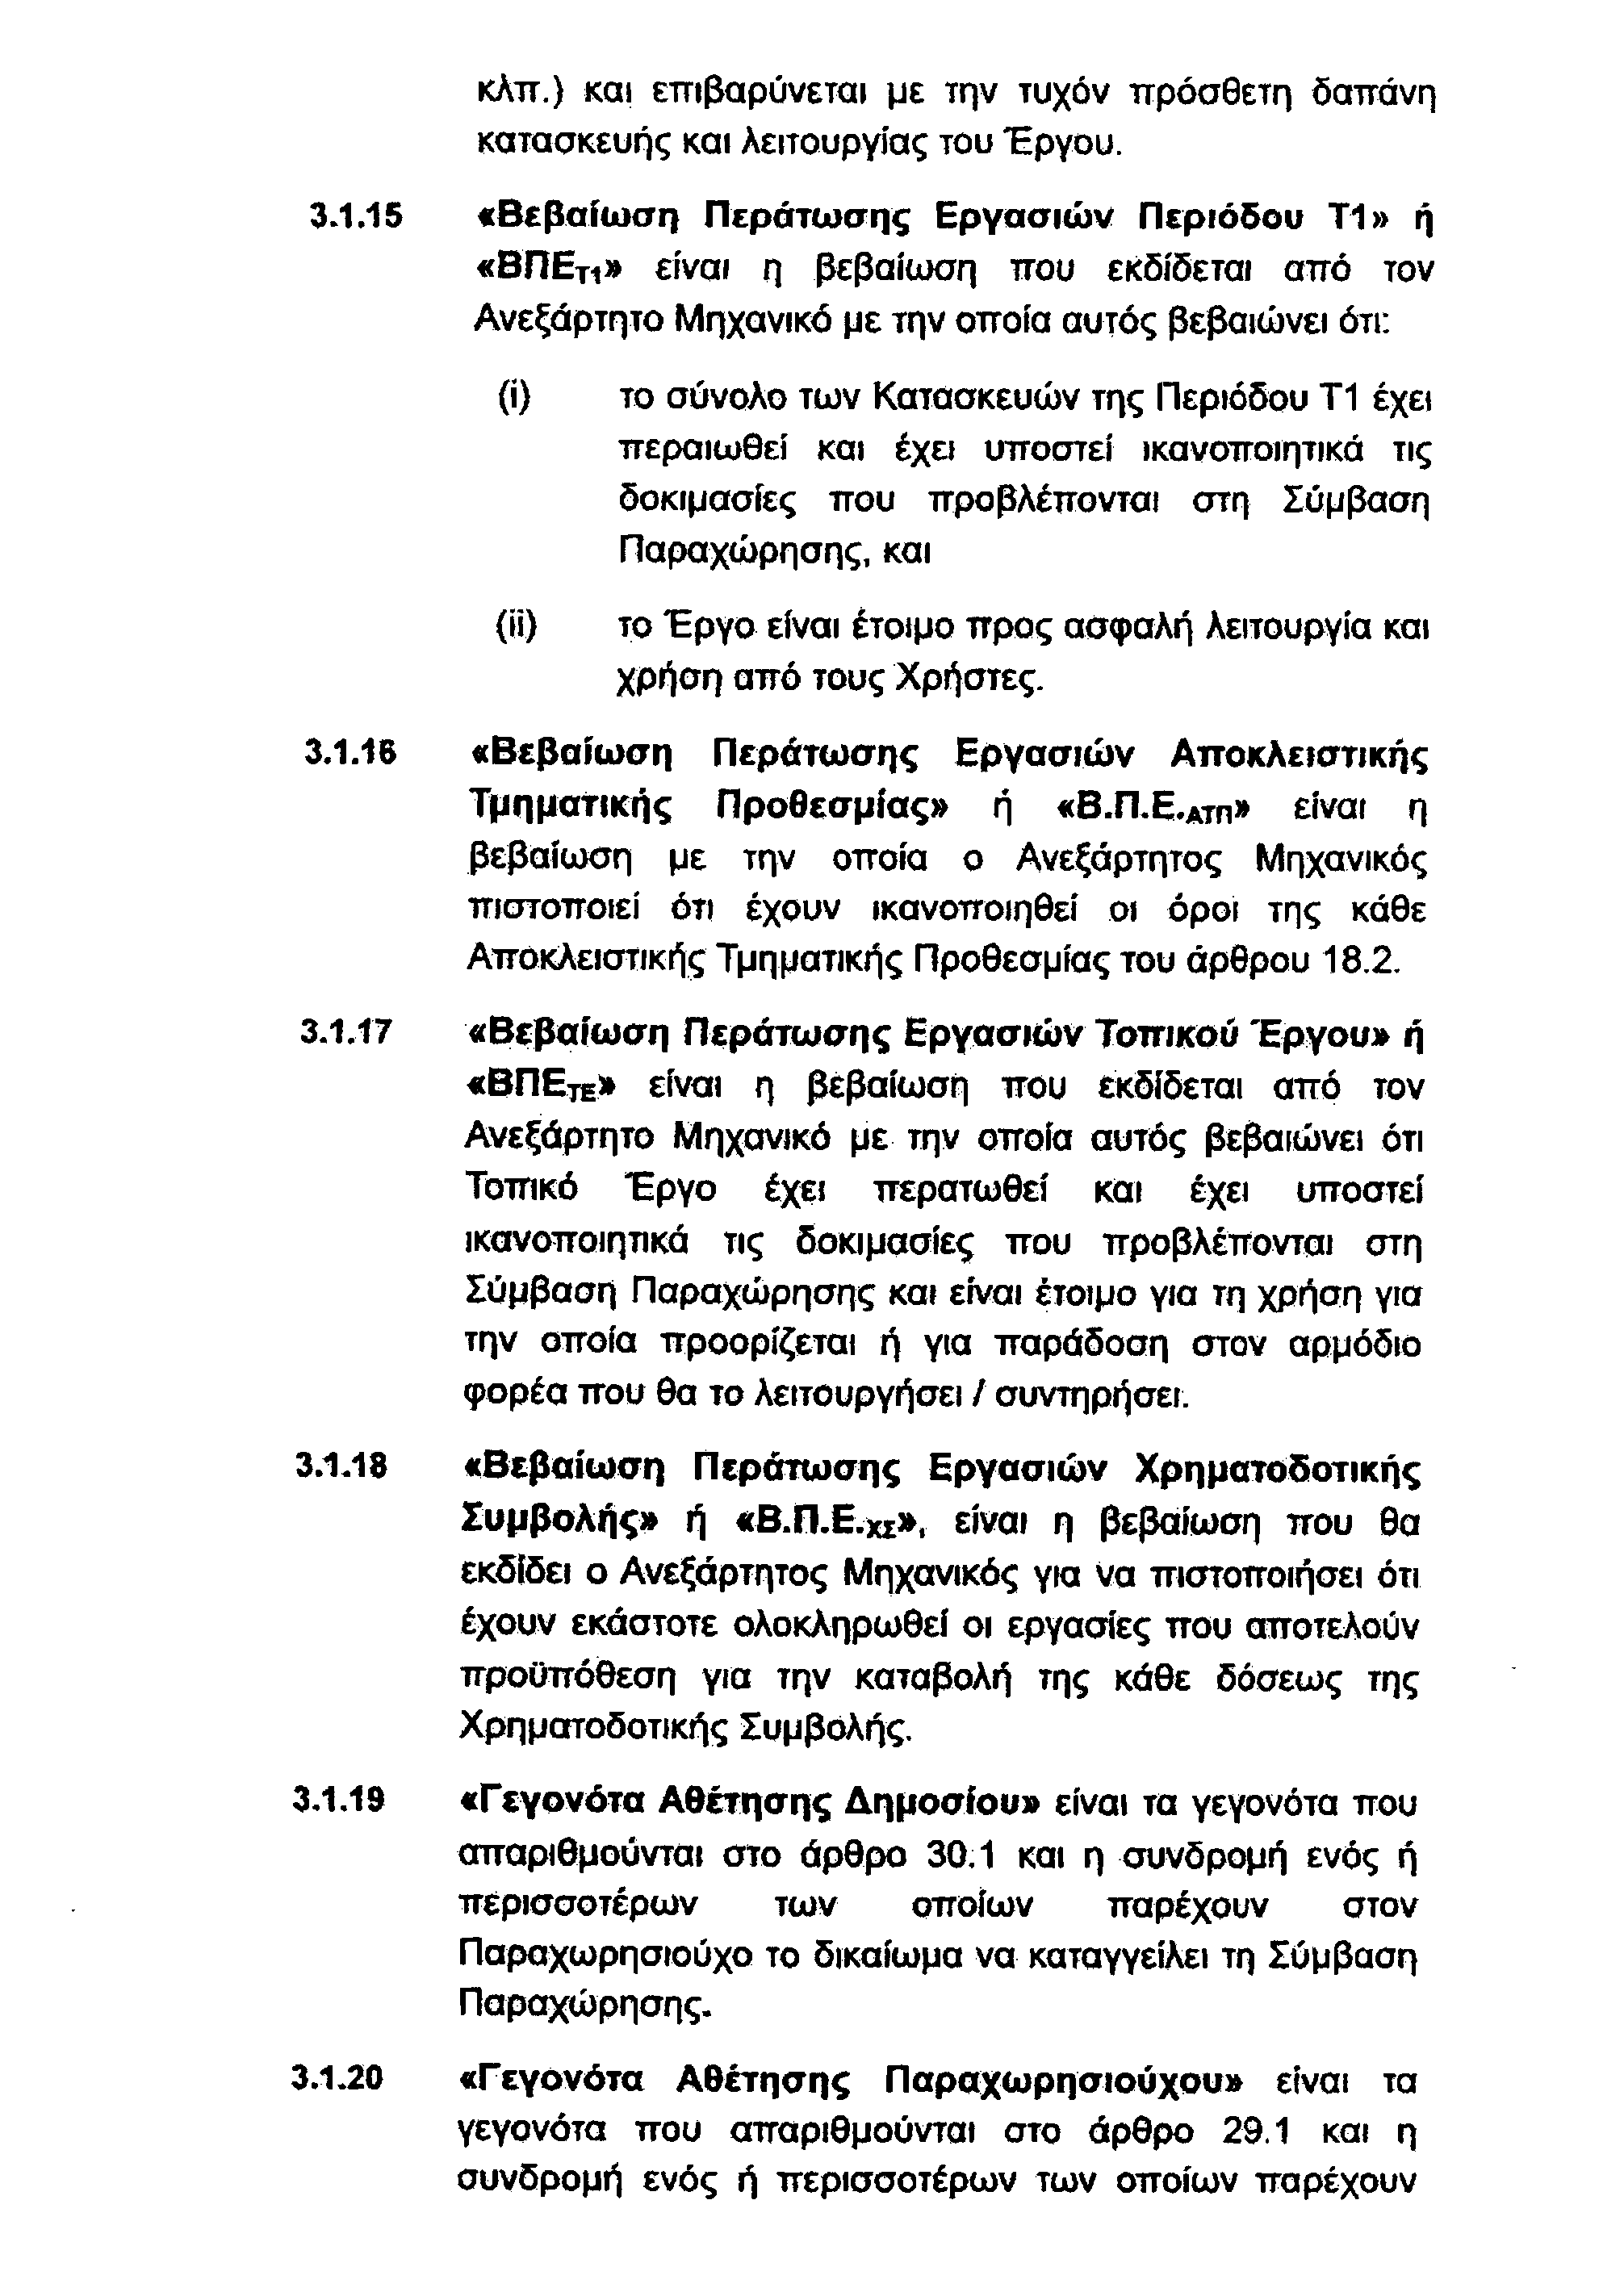 κλπ.) και επιβαρύνεται με την τυχόν πρόσθετη δαπάνη
κατασκευής και λειτουργίας του Έργου.
3.1.15 «Βεβαίωση Περάτωσης Εργασιών Περιόδου Τ1» ή
«ΒΠΕΤ1» είναι η βεβαίωση που εκδίδεται από τον
Ανεξάρτητο Μηχανικό με την οποία αυτός βεβαιώνει ότι:
(i) το σύνολο των Κατασκευών της Περιόδου Τ1 έχει
περαιωθεί και έχει υποστεί ικανοποιητικά τις
δοκιμασίες που προβλέπονται στη Σύμβαση
Παραχώρησης, και
(ii) το Έργο είναι έτοιμο προς ασφαλή λειτουργία και
χρήση από τους Χρήστες.
3.1.16 «Βεβαίωση Περάτωσης Εργασιών Αποκλειστικής
Τμηματικής Προθεσμίας» ή «Β.Π.Ε.ΑΤΠ» είναι η
βεβαίωση με την οποία ο Ανεξάρτητος Μηχανικός
πιστοποιεί ότι έχουν ικανοποιηθεί οι όροι της κάθε
Αποκλειστικής Τμηματικής Προθεσμίας του άρθρου 18.2.
3.1.17 «Βεβαίωση Περάτωσης Εργασιών Τοπικού Έργου» ή
«ΒΠΕΤΕ» είναι η βεβαίωση που εκδίδεται από τον
Ανεξάρτητο Μηχανικό με την οποία αυτός βεβαιώνει ότι
Τοπικό Έργο έχει περατωθεί και έχει υποστεί
ικανοποιητικά τις δοκιμασίες που προβλέπονται στη
Σύμβαση Παραχώρησης και είναι έτοιμο για τη χρήση για
την οποία προορίζεται ή για παράδοση στον αρμόδιο
φορέα που θα το λειτουργήσει / συντηρήσει.
3.1.18 «Βεβαίωση Περάτωσης Εργασιών Χρηματοδοτικής
Συμβολής» ή «Β.Π.Ε.ΧΣ», είναι η βεβαίωση που θα
εκδίδει ο Ανεξάρτητος Μηχανικός για να πιστοποιήσει ότι
έχουν εκάστοτε ολοκληρωθεί οι εργασίες που αποτελούν
προϋπόθεση για την καταβολή της κάθε δόσεως της
Χρηματοδοτικής Συμβολής.
3.1.19 «Γεγονότα Αθέτησης Δημοσίου» είναι τα γεγονότα που
απαριθμούνται στο άρθρο 30.1 και η συνδρομή ενός ή
περισσοτέρων των οποίων παρέχουν στον
Παραχωρησιούχο το δικαίωμα να καταγγείλει τη Σύμβαση
Παραχώρησης.
3.1.20 «Γεγονότα Αθέτησης Παραχωρησιούχου» είναι τα
γεγονότα που απαριθμούνται στο άρθρο 29.1 και η
συνδρομή ενός ή περισσοτέρων των οποίων παρέχουν